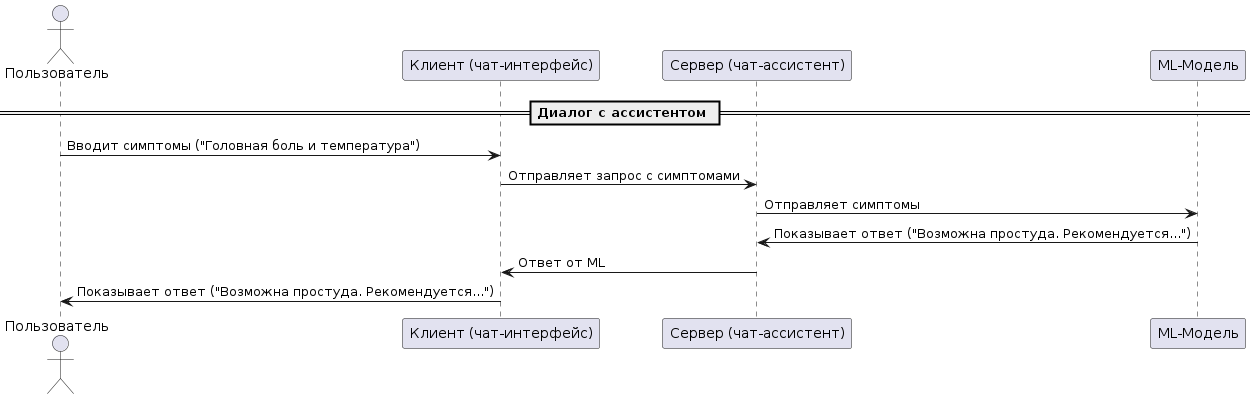 Пользователь
Клиент (чат-интерфейс)
Сервер (чат-ассистент)
ML-Модель
Диалог с ассистентом
Вводит симптомы ("Головная боль и температура")
Отправляет запрос с симптомами
Отправляет симптомы
Показывает ответ ("Возможна простуда. Рекомендуется...")
Ответ от ML
Показывает ответ ("Возможна простуда. Рекомендуется...")
Пользователь
Клиент (чат-интерфейс)
Сервер (чат-ассистент)
ML-Модель